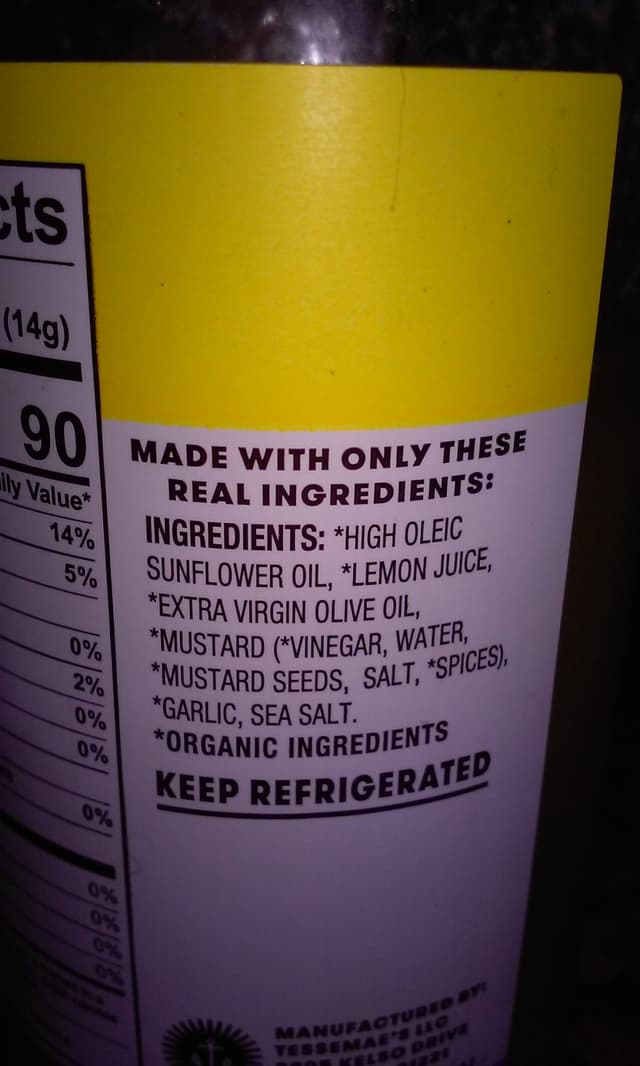 cts
(14g)
90
ily Value*
14%
5%
0%
2%
0%
0%
0%
0%
0%
0%
0%
MADE WITH ONLY THESE
REAL INGREDIENTS:
INGREDIENTS: *HIGH OLEIC
SUNFLOWER OIL, *LEMON JUICE,
*EXTRA VIRGIN OLIVE OIL,
*MUSTARD (*VINEGAR, WATER,
*MUSTARD SEEDS, SALT, *SPICES),
*GARLIC, SEA SALT.
*ORGANIC INGREDIENTS
KEEP REFRIGERATED
MANUFACTURED BY:
TESSEMAE'S LLC
KELSO DRIVE